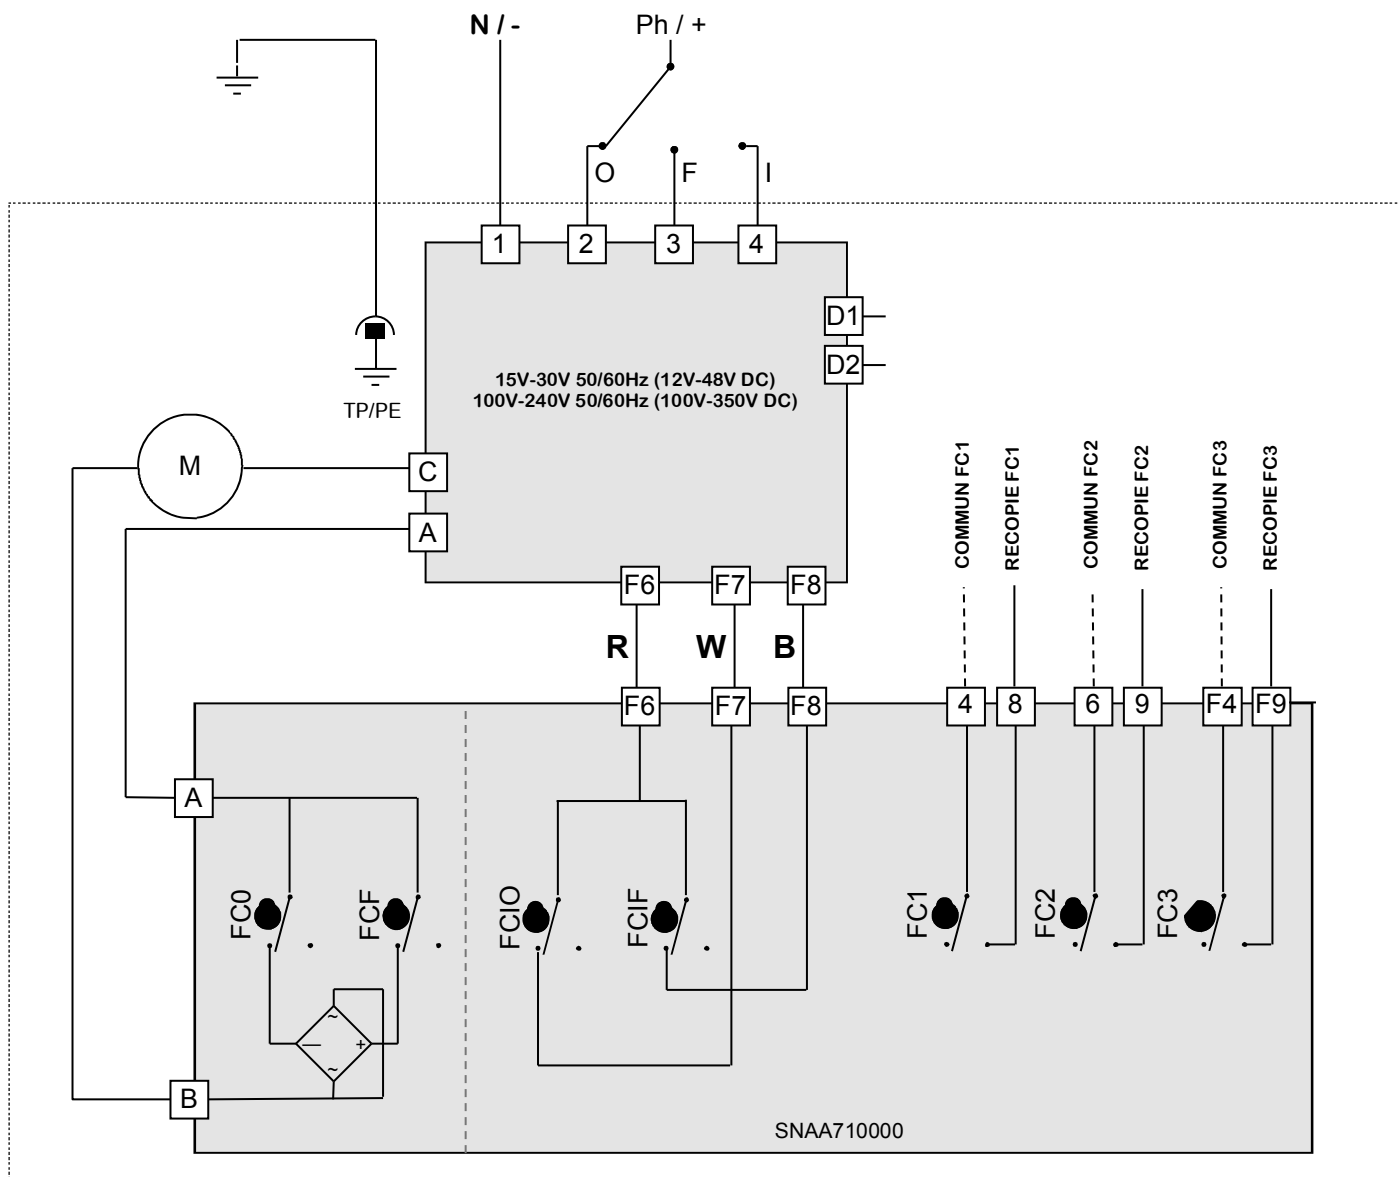 N / -
Ph / +
O
F
I
1
2
3
4
D1
D2
15V-30V 50/60Hz (12V-48V DC)
100V-240V 50/60Hz (100V-350V DC)
TP/PE
M
C
A
COMMUN FC1
RECOPIE FC1
COMMUN FC2
RECOPIE FC2
COMMUN FC3
RECOPIE FC3
F6
F7
F8
R
W
B
F6
F7
F8
4
8
6
9
F4
F9
A
FC0
FCF
FCIO
FCIF
FC1
FC2
FC3
~
—
+
~
B
SNAA710000